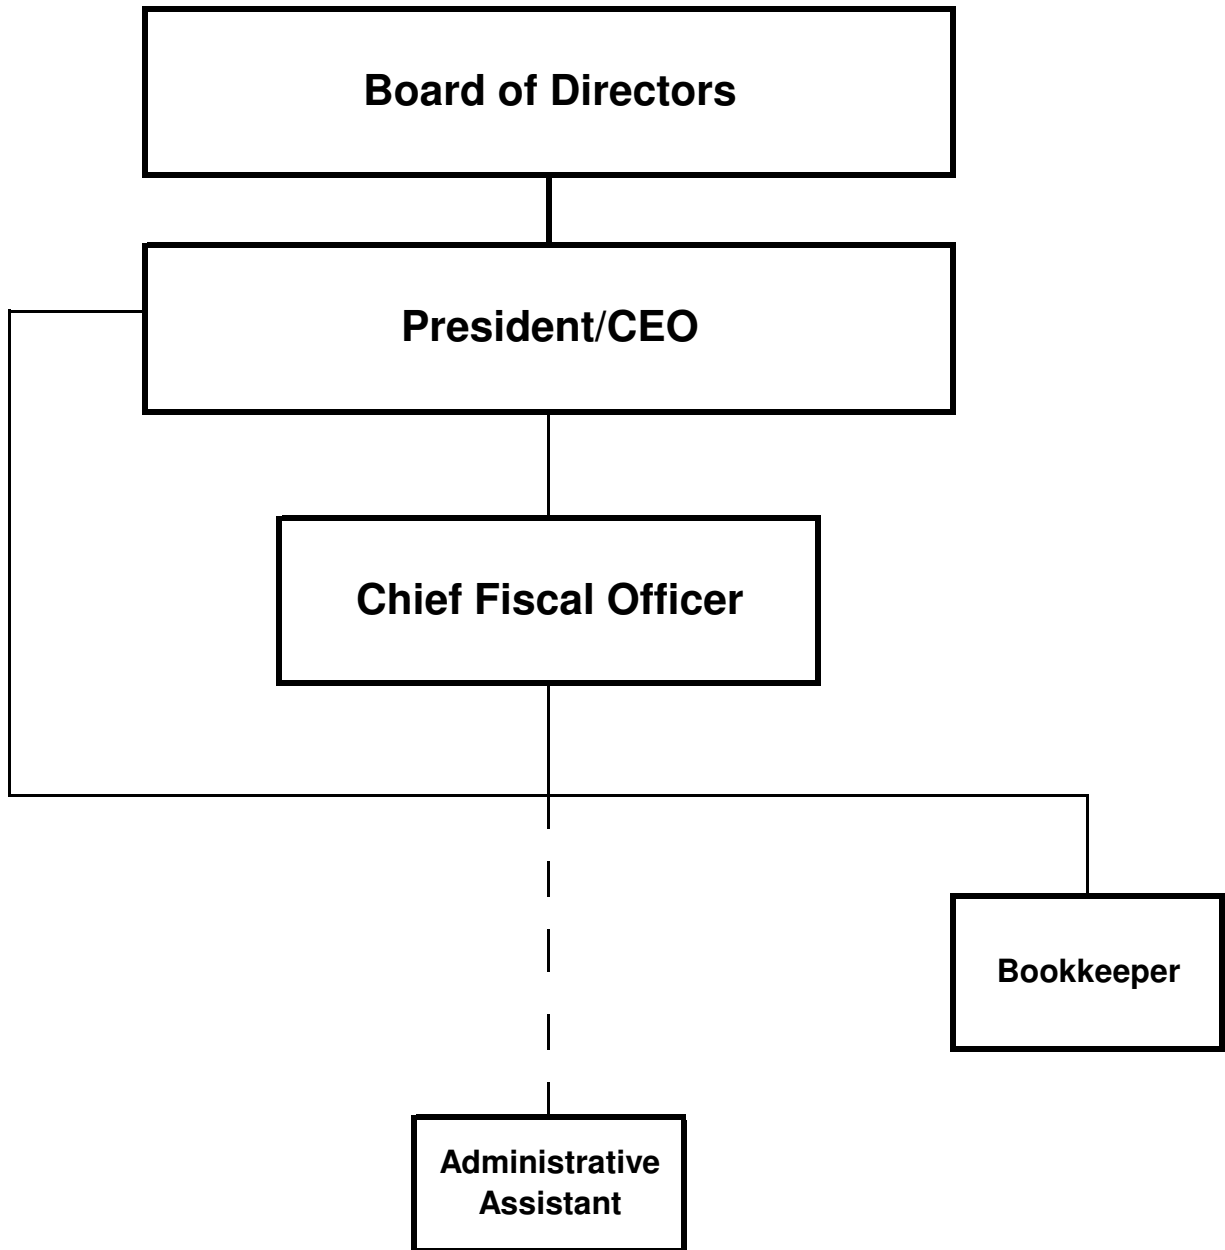 Board of Directors
President/CEO
Chief Fiscal Officer
Bookkeeper
Administrative
Assistant